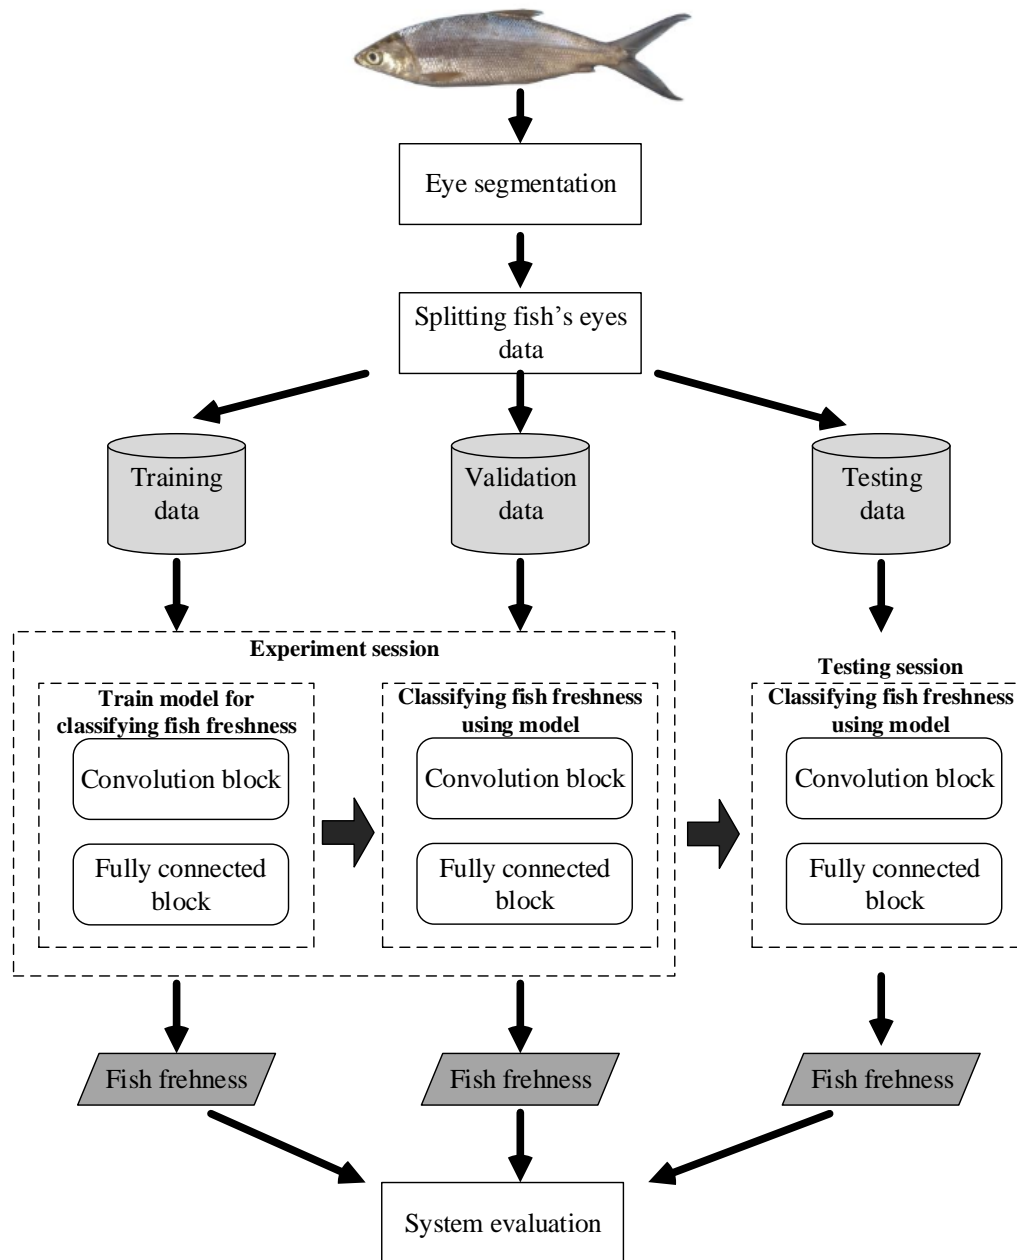 Eye segmentation
Splitting fish's eyes
data
Training
data
Validation
data
Testing
data
Experiment session
Train model for
classifying fish freshness
Convolution block
Fully connected
block
Classifying fish freshness
using model
Convolution block
Fully connected
block
Testing session
Classifying fish freshness
using model
Convolution block
Fully connected
block
Fish frehness
Fish frehness
Fish frehness
System evaluation